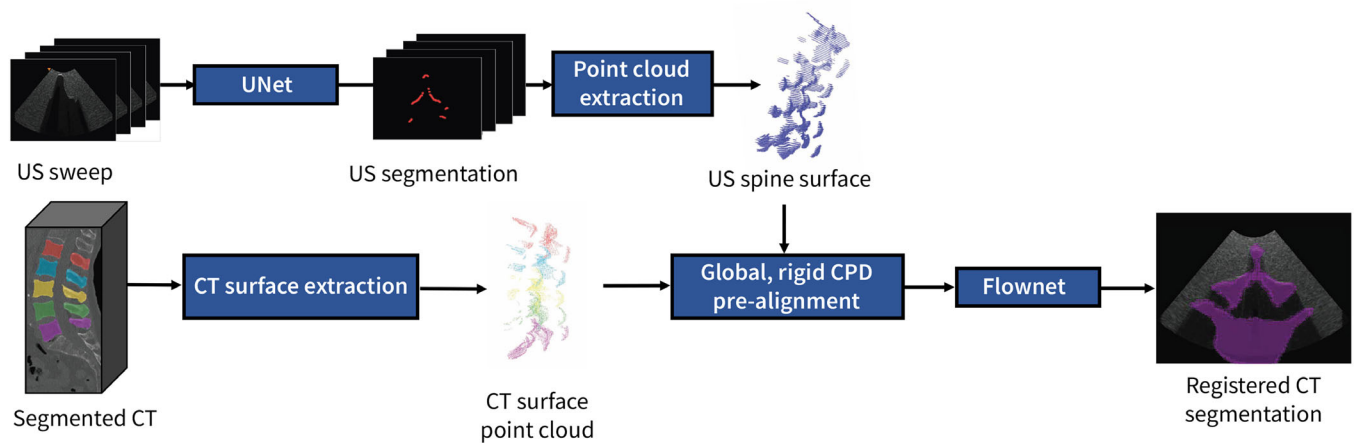 UNet
Point cloud
extraction
US sweep
US segmentation
US spine surface
CT surface extraction
Global, rigid CPD
pre-alignment
Flownet
Segmented CT
CT surface
point cloud
Registered CT
segmentation